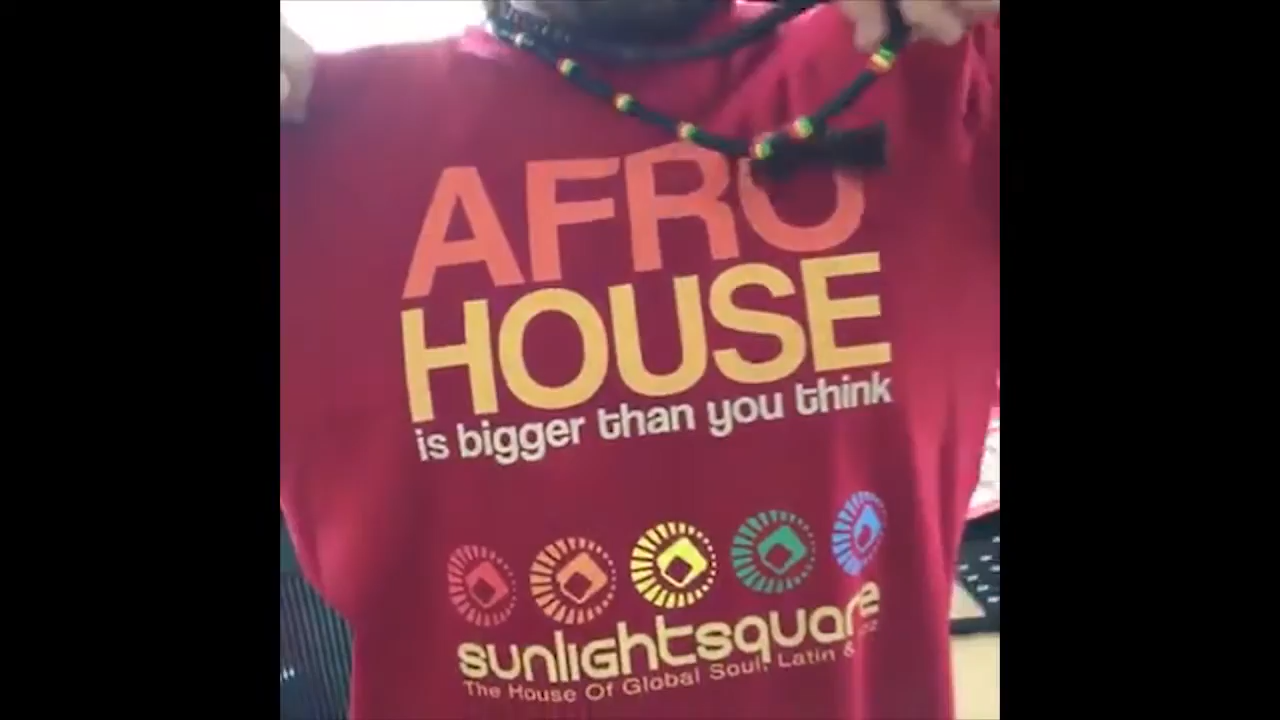 AFRO
HOUSE
is bigger than you think
sunlightsquare
The House Of Global Soul, Latin &